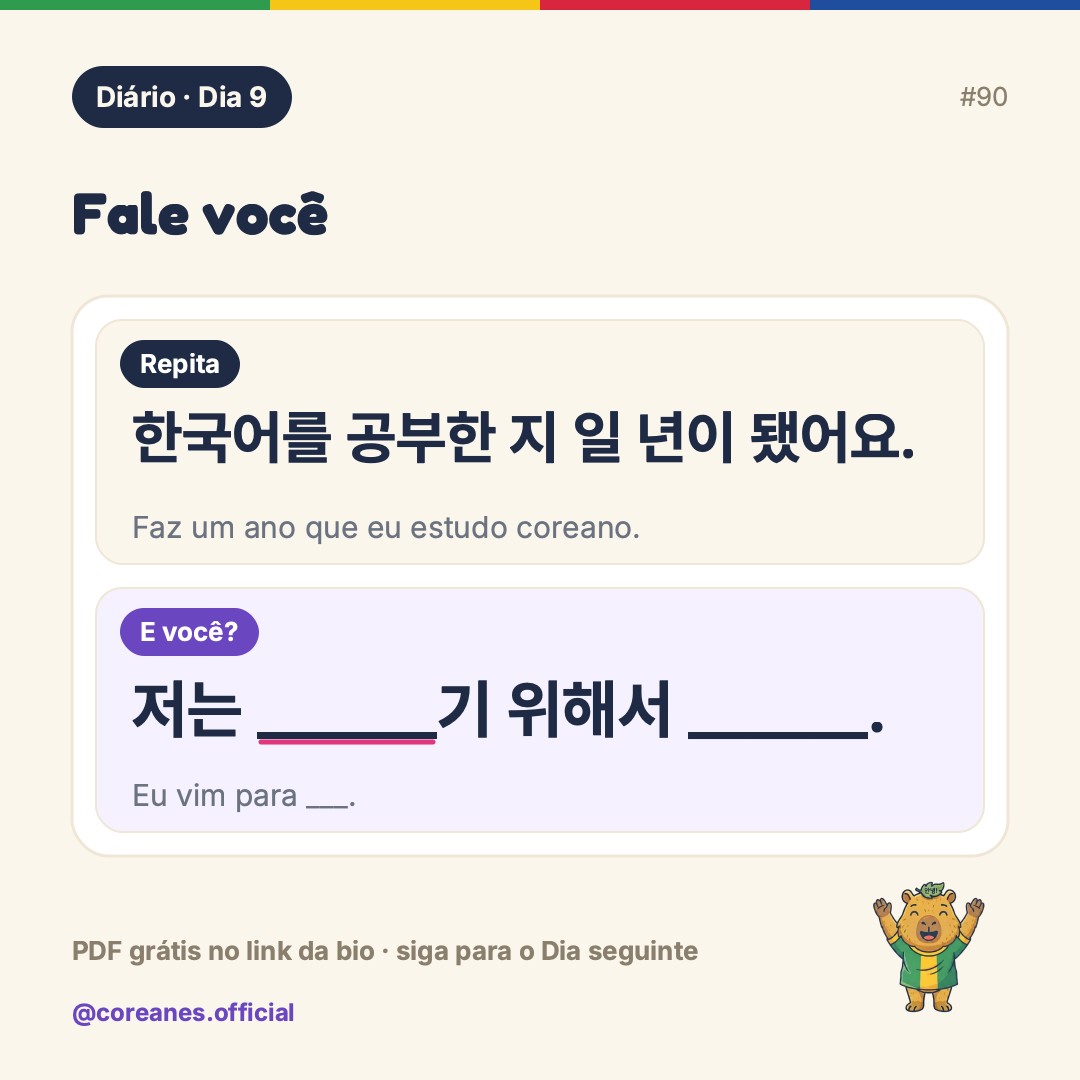 Diário · Dia 9
#90
Fale você
Repita
한국어를 공부한 지 일 년이 됐어요.
Faz um ano que eu estudo coreano.
E você?
저는 ______기 위해서 ______.
Eu vim para ___.
PDF grátis no link da bio · siga para o Dia seguinte
@coreanes.official